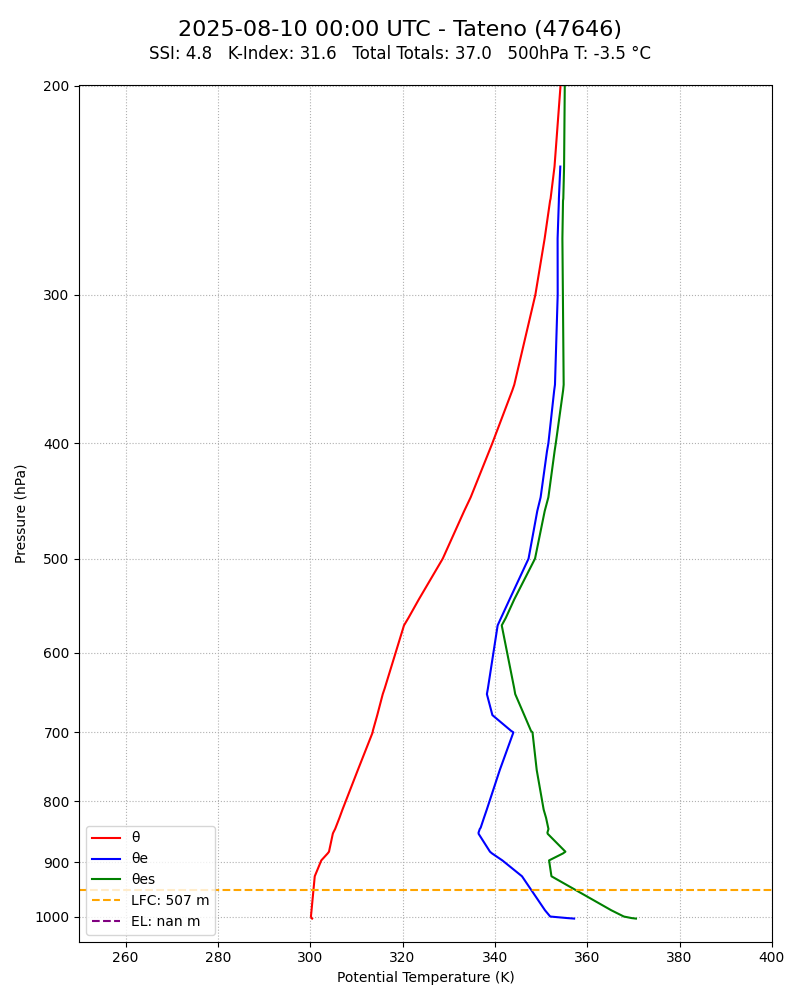 2025-08-10 00:00 UTC - Tateno (47646)
SSI: 4.8 K-Index: 31.6 Total Totals: 37.0 500hPa T: -3.5 °C
200
300
400
500
600
700
800
900
1000
Pressure (hPa)
θ
θe
θes
LFC: 507 m
EL: nan m
260 280 300 320 340 360 380 400
Potential Temperature (K)